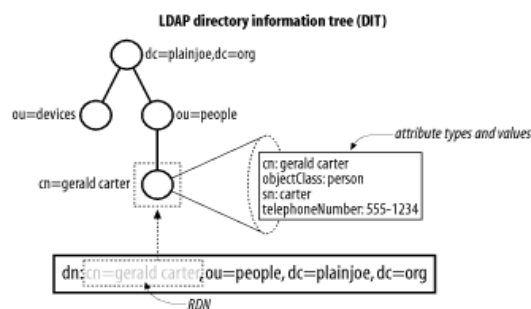 LDAP directory information tree (DIT)
dc=plainjoe,dc=org
ou=devices
ou=people
attribute types and values
cn=gerald carter
cn: gerald carter
objectClass: person
sn: carter
telephoneNumber: 555-1234
dn: cn=gerald carter, ou=people, dc=plainjoe, dc=org
RDN